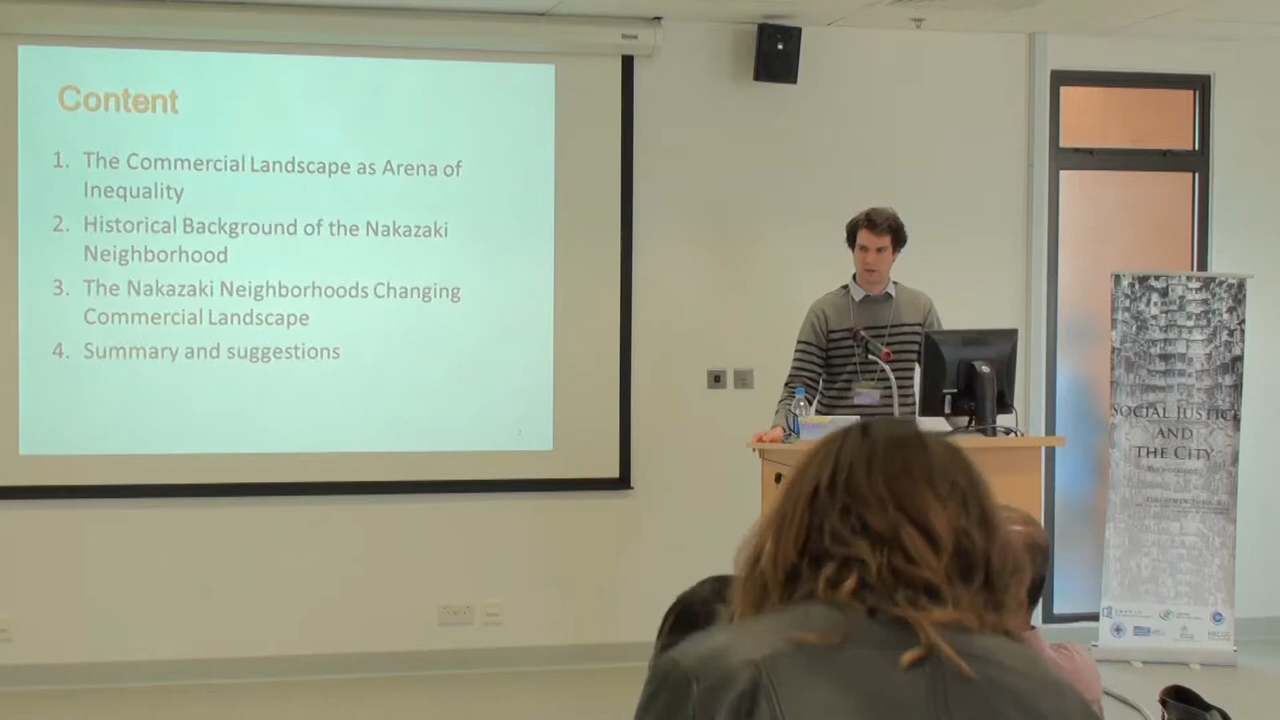 Content
1. The Commercial Landscape as Arena of
Inequality
2. Historical Background of the Nakazaki
Neighborhood
3. The Nakazaki Neighborhoods Changing
Commercial Landscape
4. Summary and suggestions
SOCIAL JUSTICE
AND
THE CITY